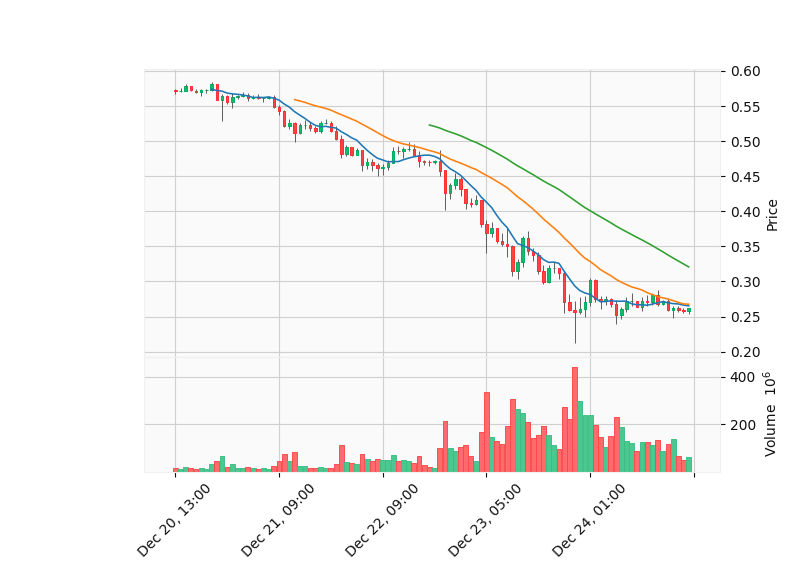 0.60
0.55
0.50
0.45
0.40
0.35
0.30
0.25
0.20
Price
400
200
Volume 10^6
Dec 20, 13:00
Dec 21, 09:00
Dec 22, 09:00
Dec 23, 05:00
Dec 24, 01:00